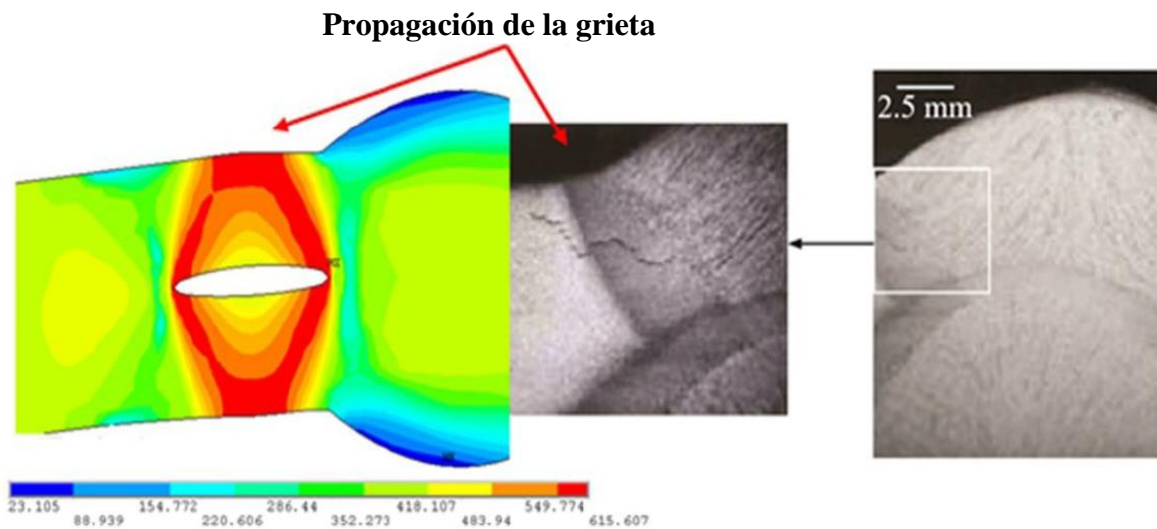 Propagación de la grieta
2.5 mm
23.105 154.772 286.44 418.107 549.774
88.939 220.606 352.273 483.94 615.607